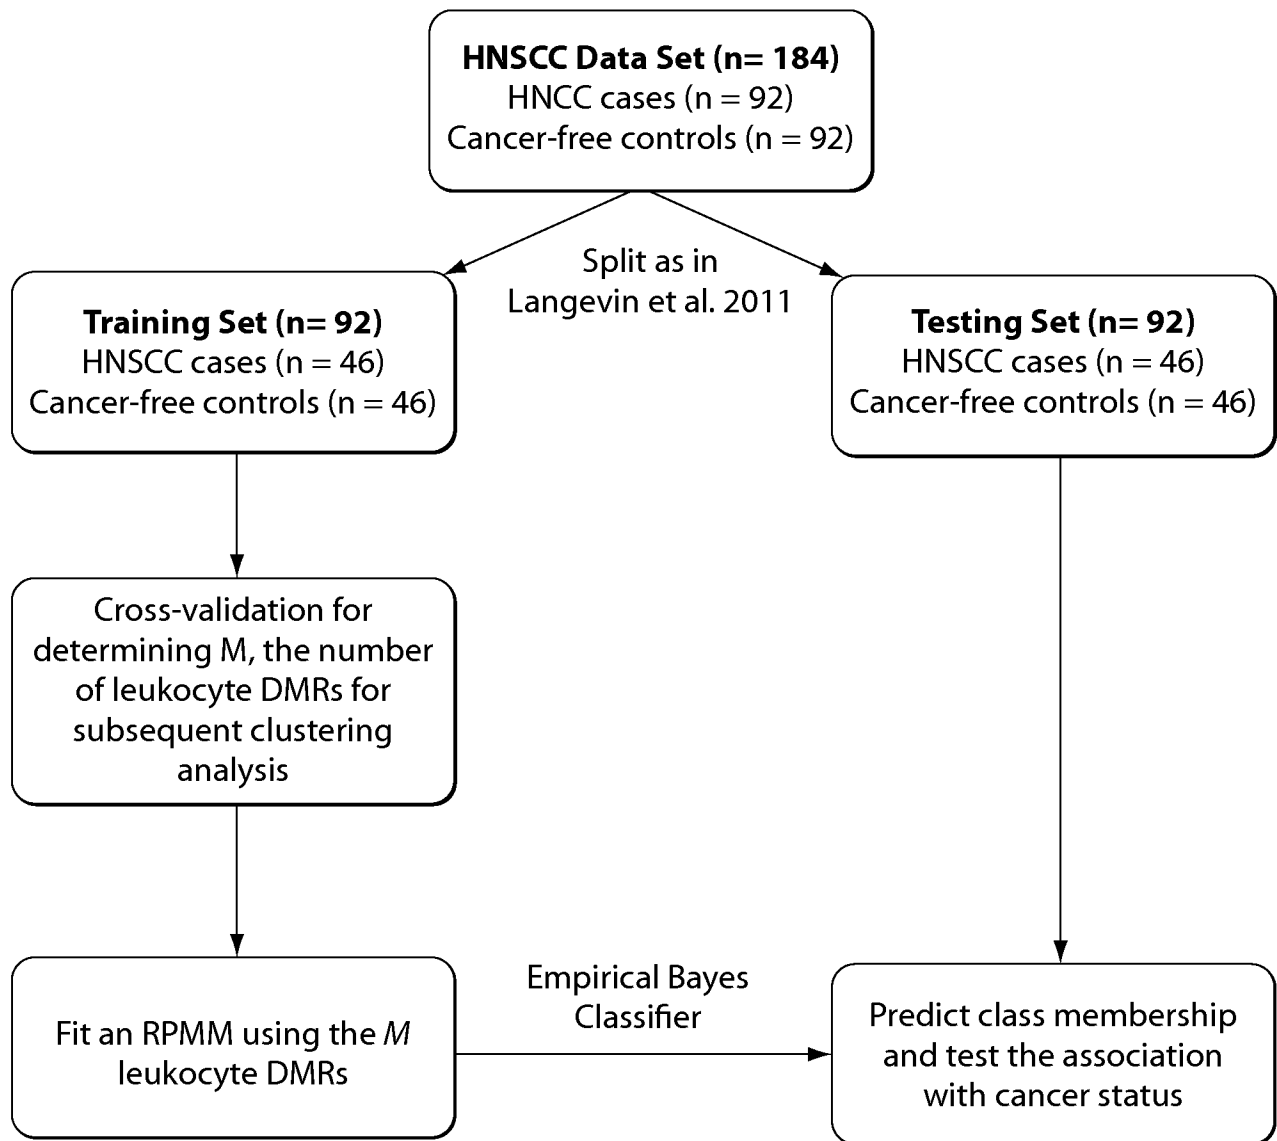 HNSCC Data Set (n= 184)
HNCC cases (n = 92)
Cancer-free controls (n = 92)
Split as in
Langevin et al. 2011
Training Set (n= 92)
HNSCC cases (n = 46)
Cancer-free controls (n = 46)
Testing Set (n= 92)
HNSCC cases (n = 46)
Cancer-free controls (n = 46)
Cross-validation for
determining M, the number
of leukocyte DMRs for
subsequent clustering
analysis
Fit an RPMM using the M
leukocyte DMRs
Empirical Bayes
Classifier
Predict class membership
and test the association
with cancer status